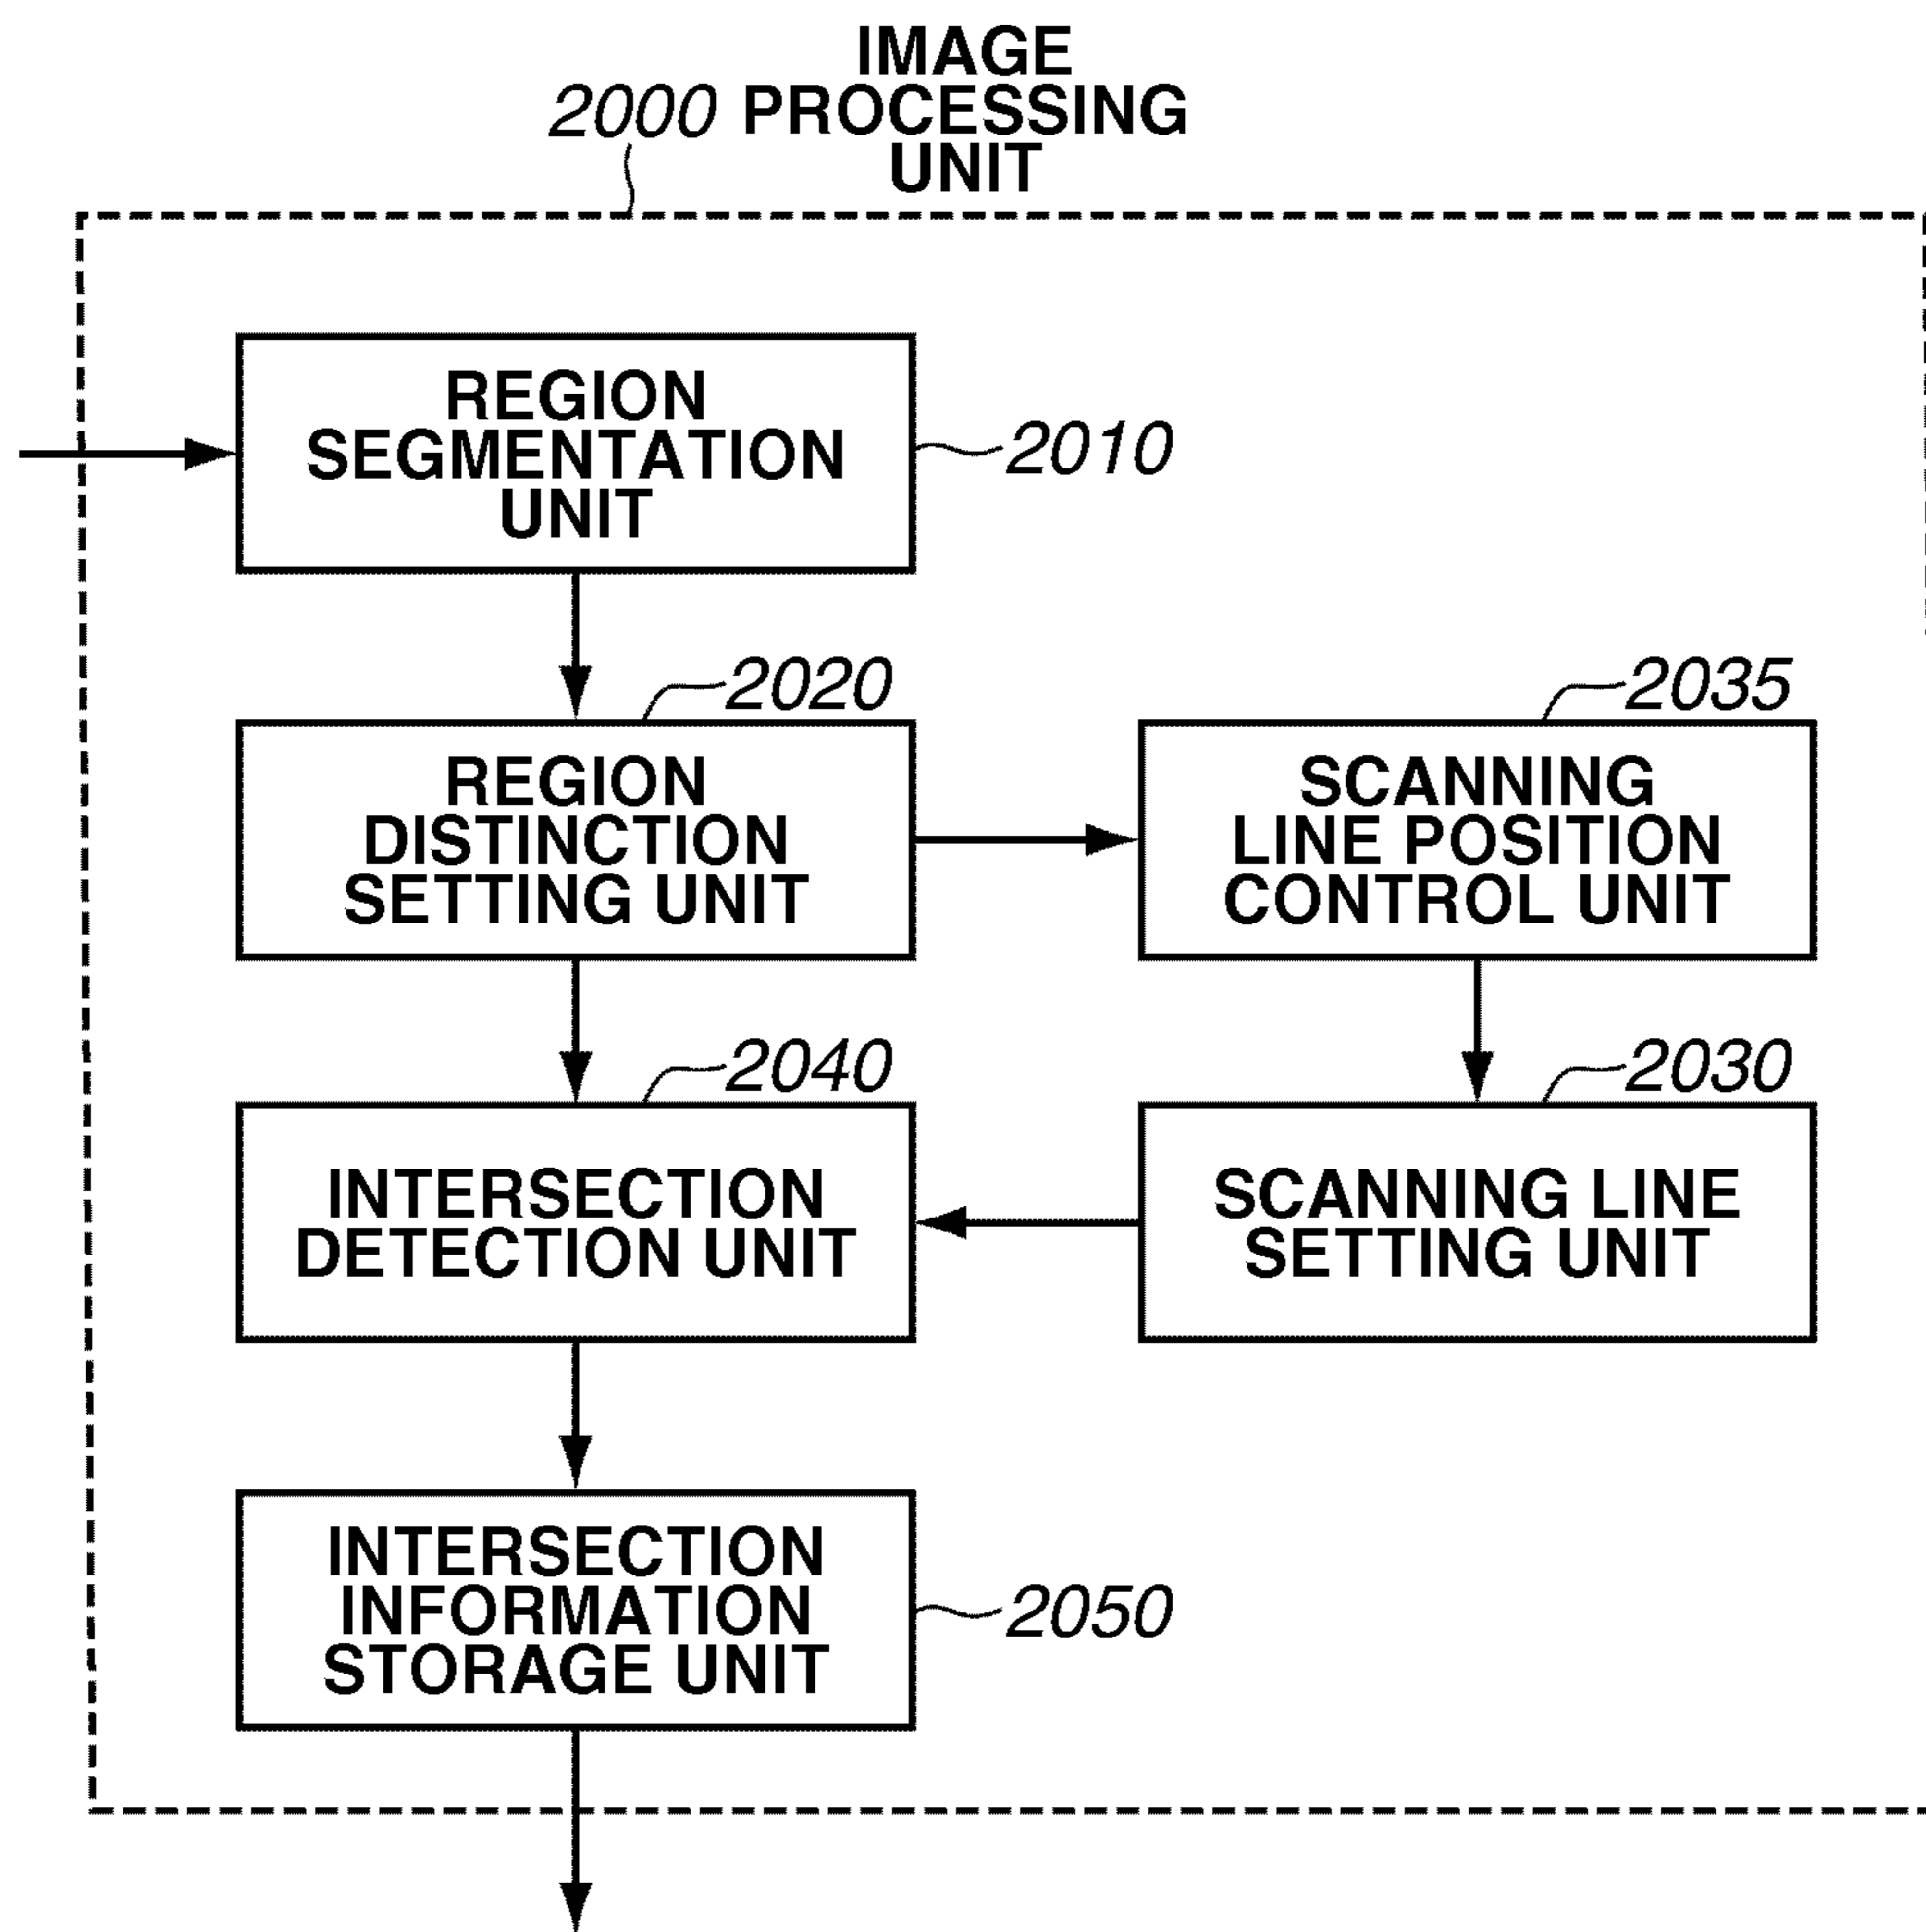 IMAGE
2000 PROCESSING
UNIT
REGION
SEGMENTATION
UNIT
2010
2020
2035
REGION
DISTINCTION
SETTING UNIT
SCANNING
LINE POSITION
CONTROL UNIT
2040
2030
INTERSECTION
DETECTION UNIT
SCANNING LINE
SETTING UNIT
INTERSECTION
INFORMATION
STORAGE UNIT
2050